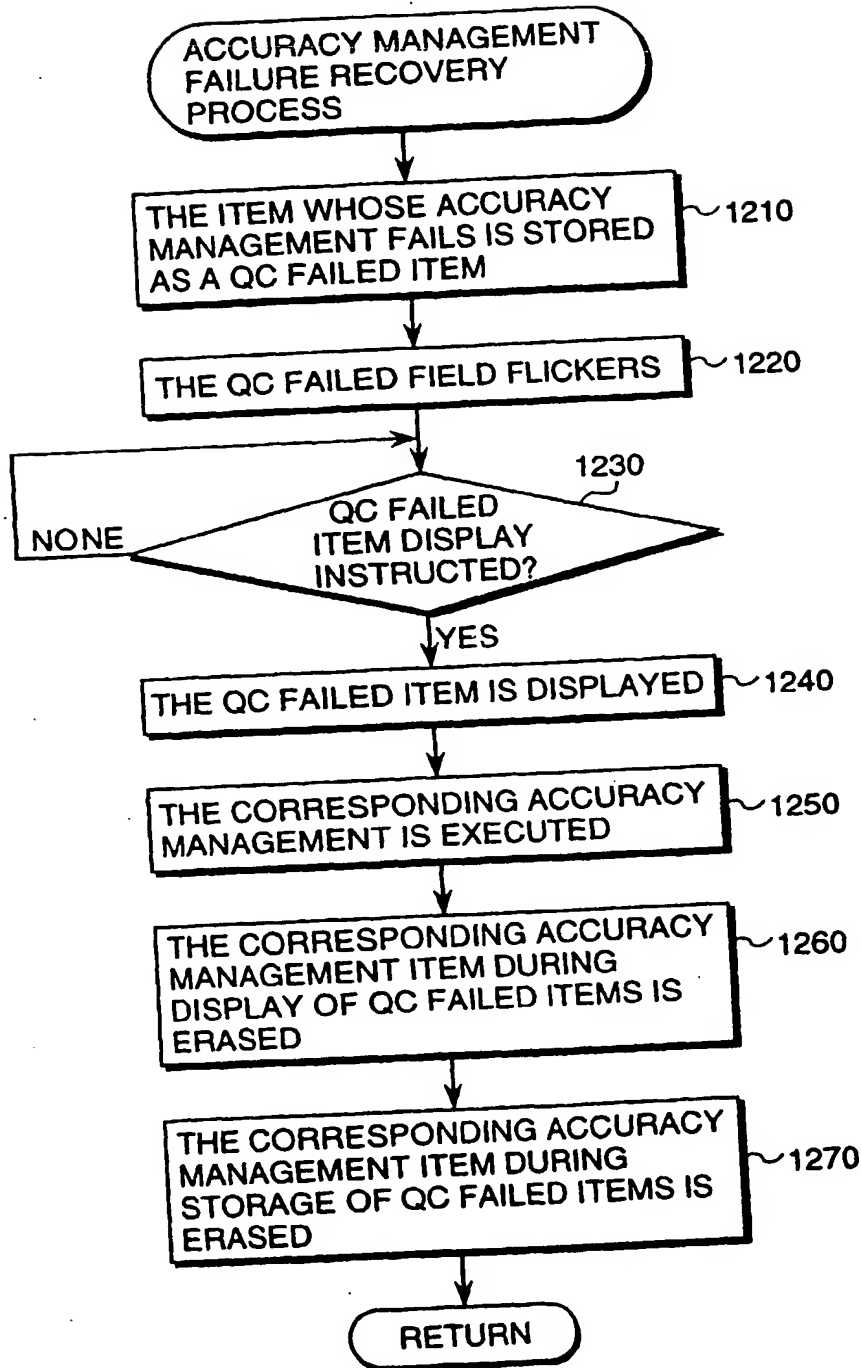 ACCURACY MANAGEMENT
FAILURE RECOVERY
PROCESS
THE ITEM WHOSE ACCURACY
MANAGEMENT FAILS IS STORED
AS A QC FAILED ITEM
1210
THE QC FAILED FIELD FLICKERS
1220
1230
QC FAILED
ITEM DISPLAY
INSTRUCTED?
NONE
YES
THE QC FAILED ITEM IS DISPLAYED
1240
THE CORRESPONDING ACCURACY
MANAGEMENT IS EXECUTED
1250
THE CORRESPONDING ACCURACY
MANAGEMENT ITEM DURING
DISPLAY OF QC FAILED ITEMS IS
ERASED
1260
THE CORRESPONDING ACCURACY
MANAGEMENT ITEM DURING
STORAGE OF QC FAILED ITEMS IS
ERASED
1270
RETURN